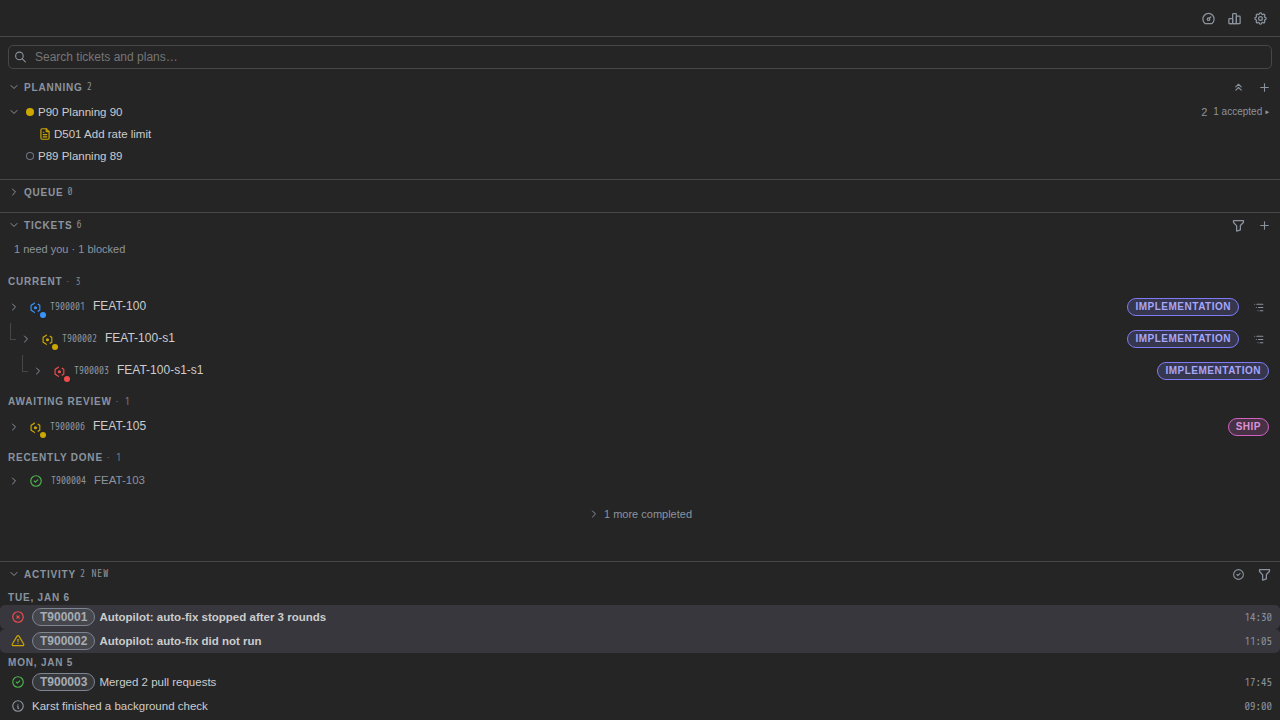 Search tickets and plans…
PLANNING 2
P90 Planning 90 2 1 accepted ▸
D501 Add rate limit
P89 Planning 89
QUEUE 0
TICKETS 6
1 need you · 1 blocked
CURRENT · 3
T900001 FEAT-100 IMPLEMENTATION
T900002 FEAT-100-s1 IMPLEMENTATION
T900003 FEAT-100-s1-s1 IMPLEMENTATION
AWAITING REVIEW · 1
T900006 FEAT-105 SHIP
RECENTLY DONE · 1
T900004 FEAT-103
1 more completed
ACTIVITY 2 NEW
TUE, JAN 6
T900001 Autopilot: auto-fix stopped after 3 rounds 14:30
T900002 Autopilot: auto-fix did not run 11:05
MON, JAN 5
T900003 Merged 2 pull requests 17:45
Karst finished a background check 09:00